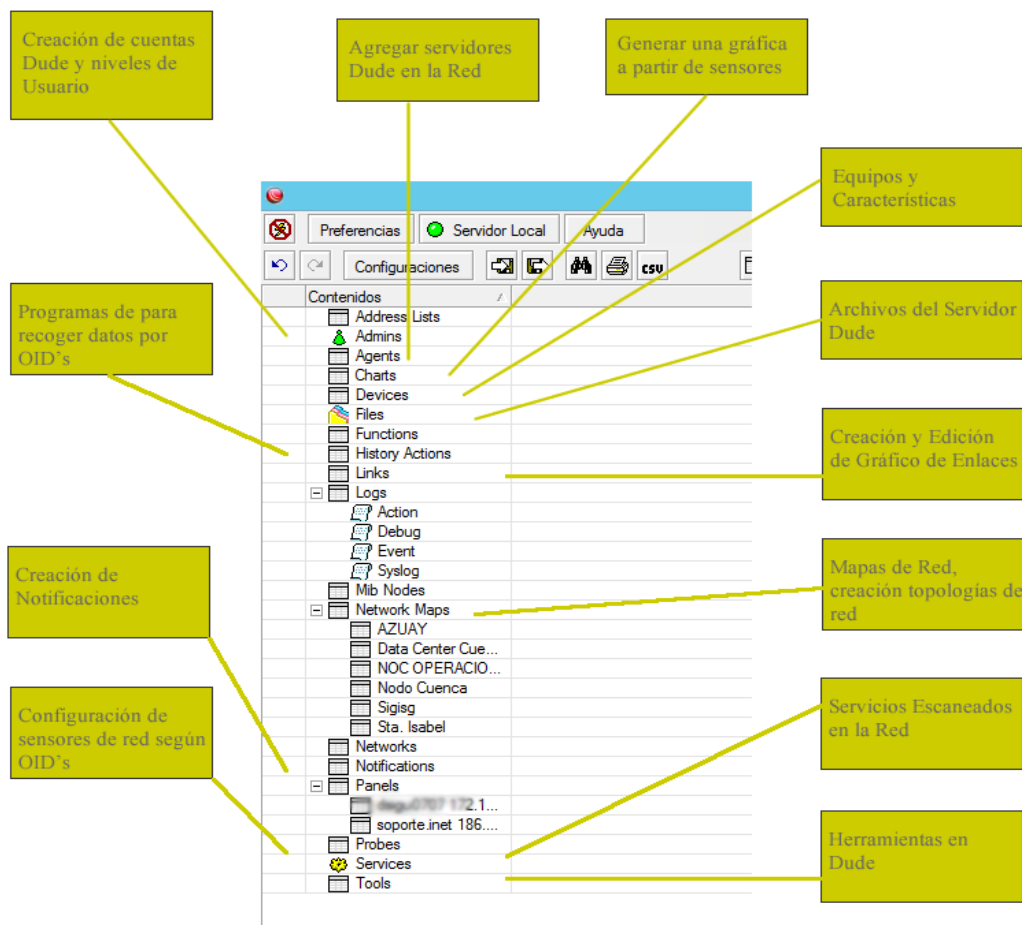 Creación de cuentas
Dude y niveles de
Usuario
Agregar servidores
Dude en la Red
Generar una gráfica
a partir de sensores
Equipos y
Características
Preferencias
Servidor Local
Ayuda
Configuraciones
csv
Contenidos
Programas de para
recoger datos por
OID's
Archivos del Servidor
Dude
Address Lists
Admins
Agents
Charts
Devices
Files
Functions
History Actions
Links
Logs
Action
Debug
Event
Syslog
Mib Nodes
Network Maps
AZUAY
Data Center Cue...
NOC OPERACIO...
Nodo Cuenca
Sigisg
Sta. Isabel
Networks
Notifications
Panels
172.1...
soporte.inet 186....
Probes
Services
Tools
Creación y Edición
de Gráfico de Enlaces
Creación de
Notificaciones
Mapas de Red,
creación topologías de
red
Configuración de
sensores de red según
OID's
Servicios Escaneados
en la Red
Herramientas en
Dude